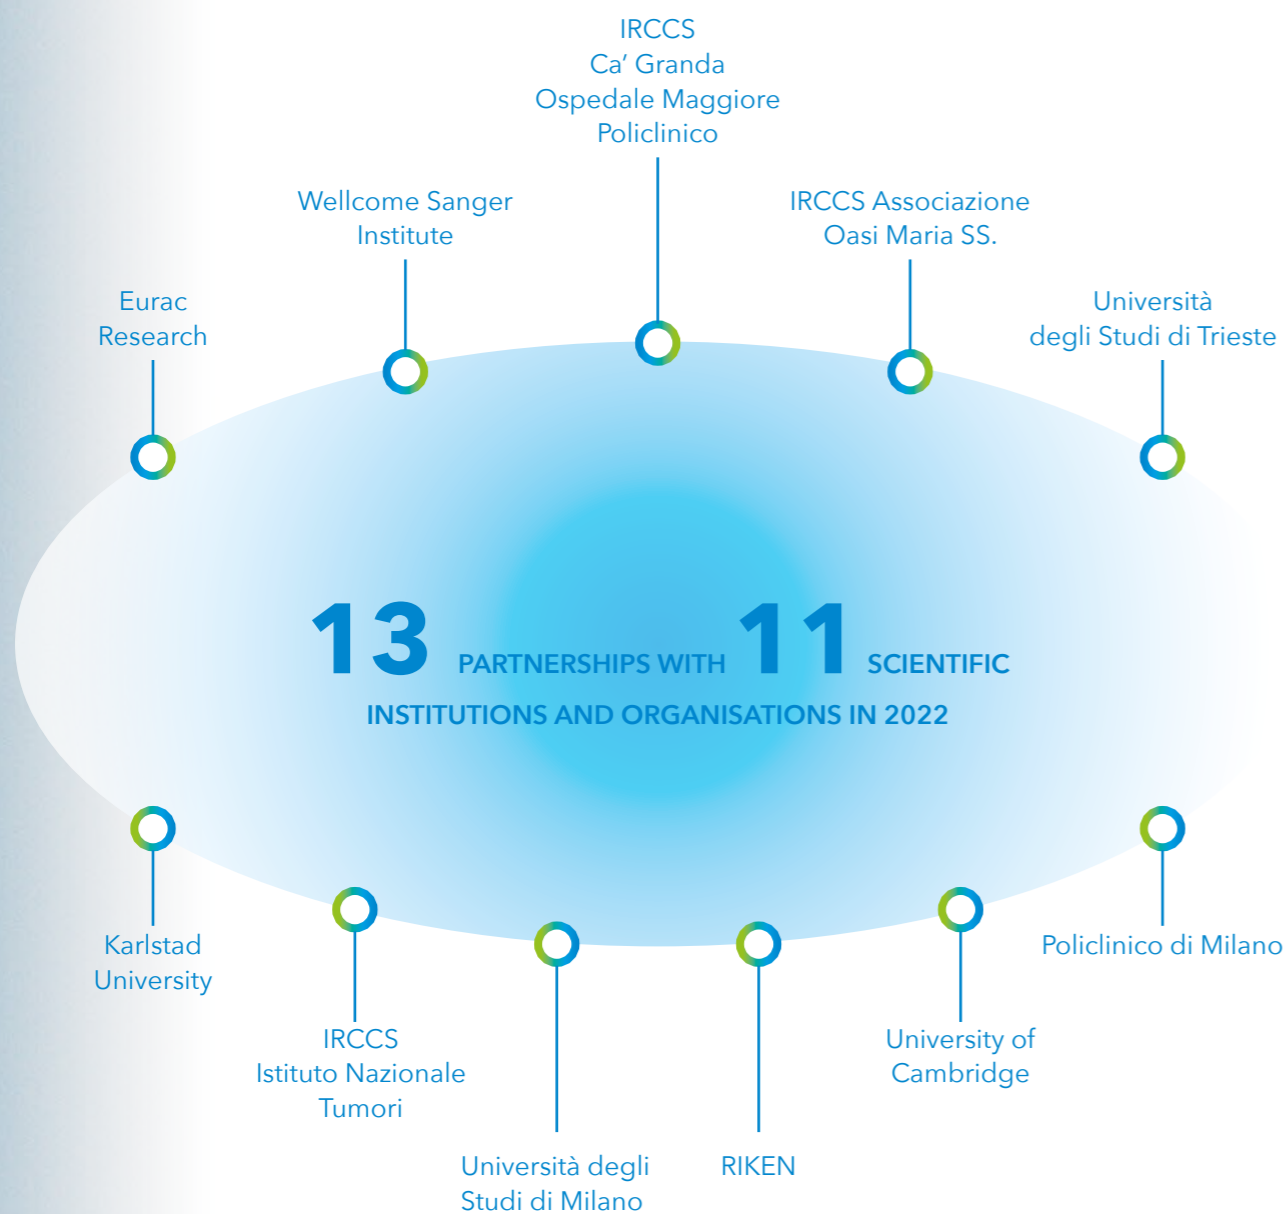 IRCCS
Ca’ Granda
Ospedale Maggiore
Policlinico
Wellcome Sanger
Institute
IRCCS Associazione
Oasi Maria SS.
Eurac
Research
Università
degli Studi di Trieste
13 PARTNERSHIPS WITH 11 SCIENTIFIC
INSTITUTIONS AND ORGANISATIONS IN 2022
Karlstad
University
IRCCS
Istituto Nazionale
Tumori
Università degli
Studi di Milano
RIKEN
University of
Cambridge
Policlinico di Milano